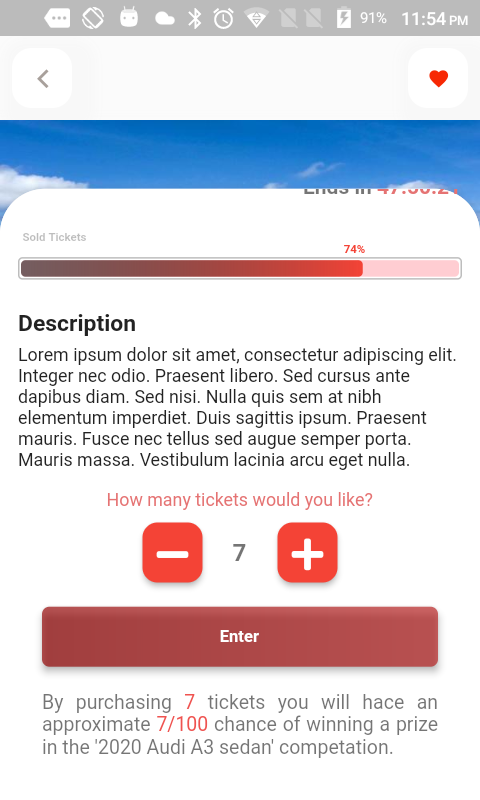 91% 11:54 PM
Ends in
Sold Tickets
74%
Description
Lorem ipsum dolor sit amet, consectetur adipiscing elit.
Integer nec odio. Praesent libero. Sed cursus ante
dapibus diam. Sed nisi. Nulla quis sem at nibh
elementum imperdiet. Duis sagittis ipsum. Praesent
mauris. Fusce nec tellus sed augue semper porta.
Mauris massa. Vestibulum lacinia arcu eget nulla.
How many tickets would you like?
7
Enter
By purchasing 7 tickets you will hace an
approximate 7/100 chance of winning a prize
in the '2020 Audi A3 sedan' competation.